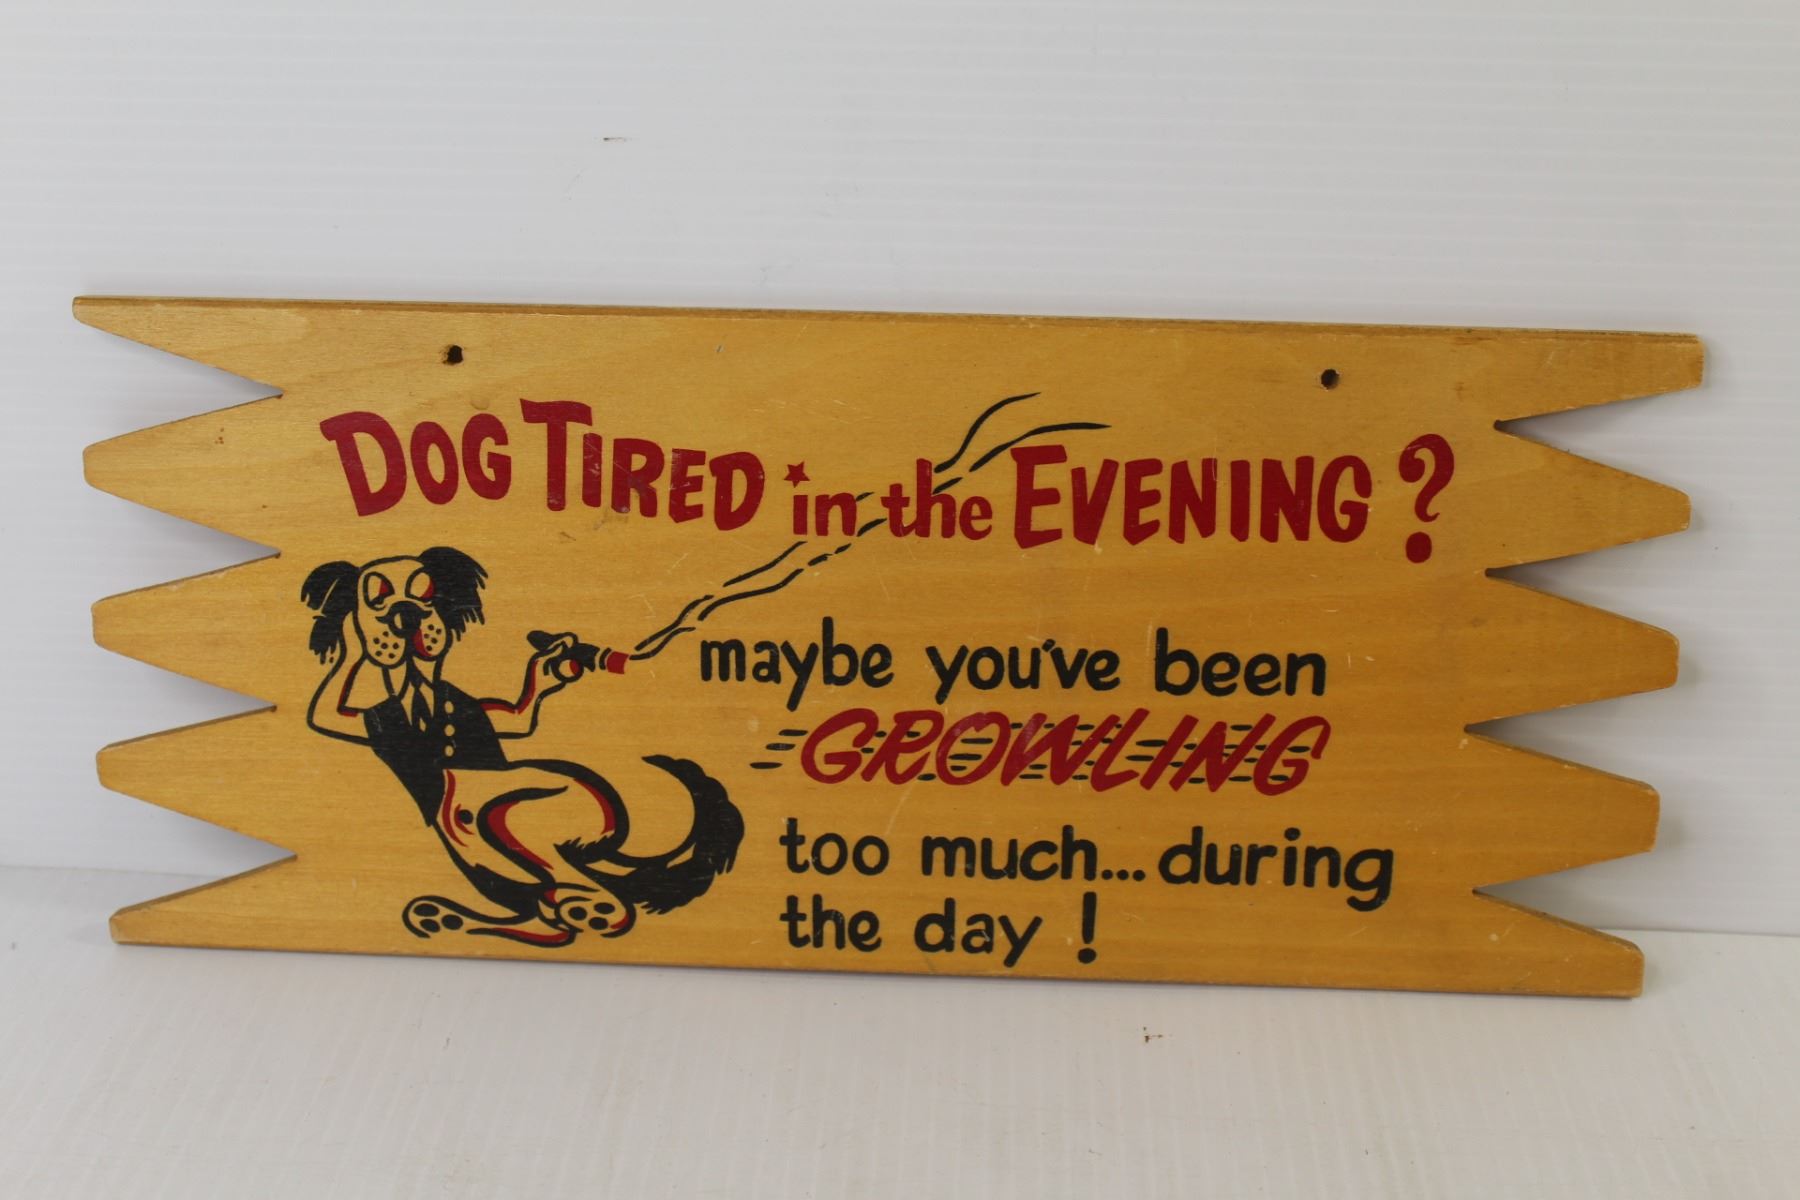 DOG TIRED in the EVENING?
maybe you've been
GROWLING
too much... during
the day!